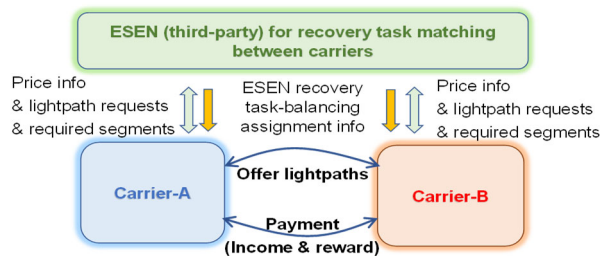 ESEN (third-party) for recovery task matching
between carriers
Price info
& lightpath requests
& required segments
ESEN recovery
task-balancing
assignment info
Price info
& lightpath requests
& required segments
Carrier-A
Offer lightpaths
Carrier-B
Payment
(Income & reward)